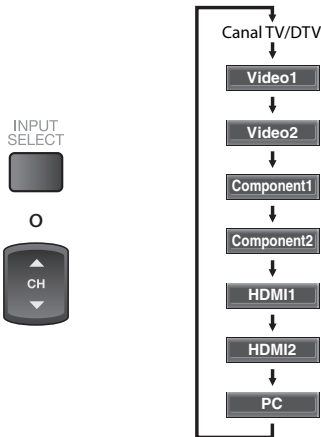 INPUT
SELECT
O
CH
Canal TV/DTV
Video1
Video2
Component1
Component2
HDMI1
HDMI2
PC